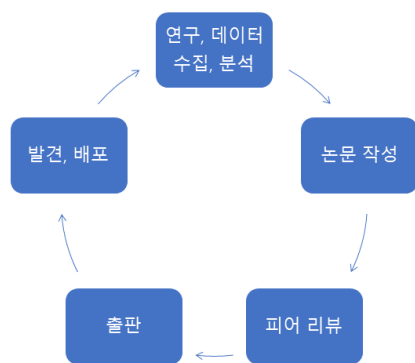 연구, 데이터
수집, 분석
논문 작성
피어 리뷰
출판
발견, 배포